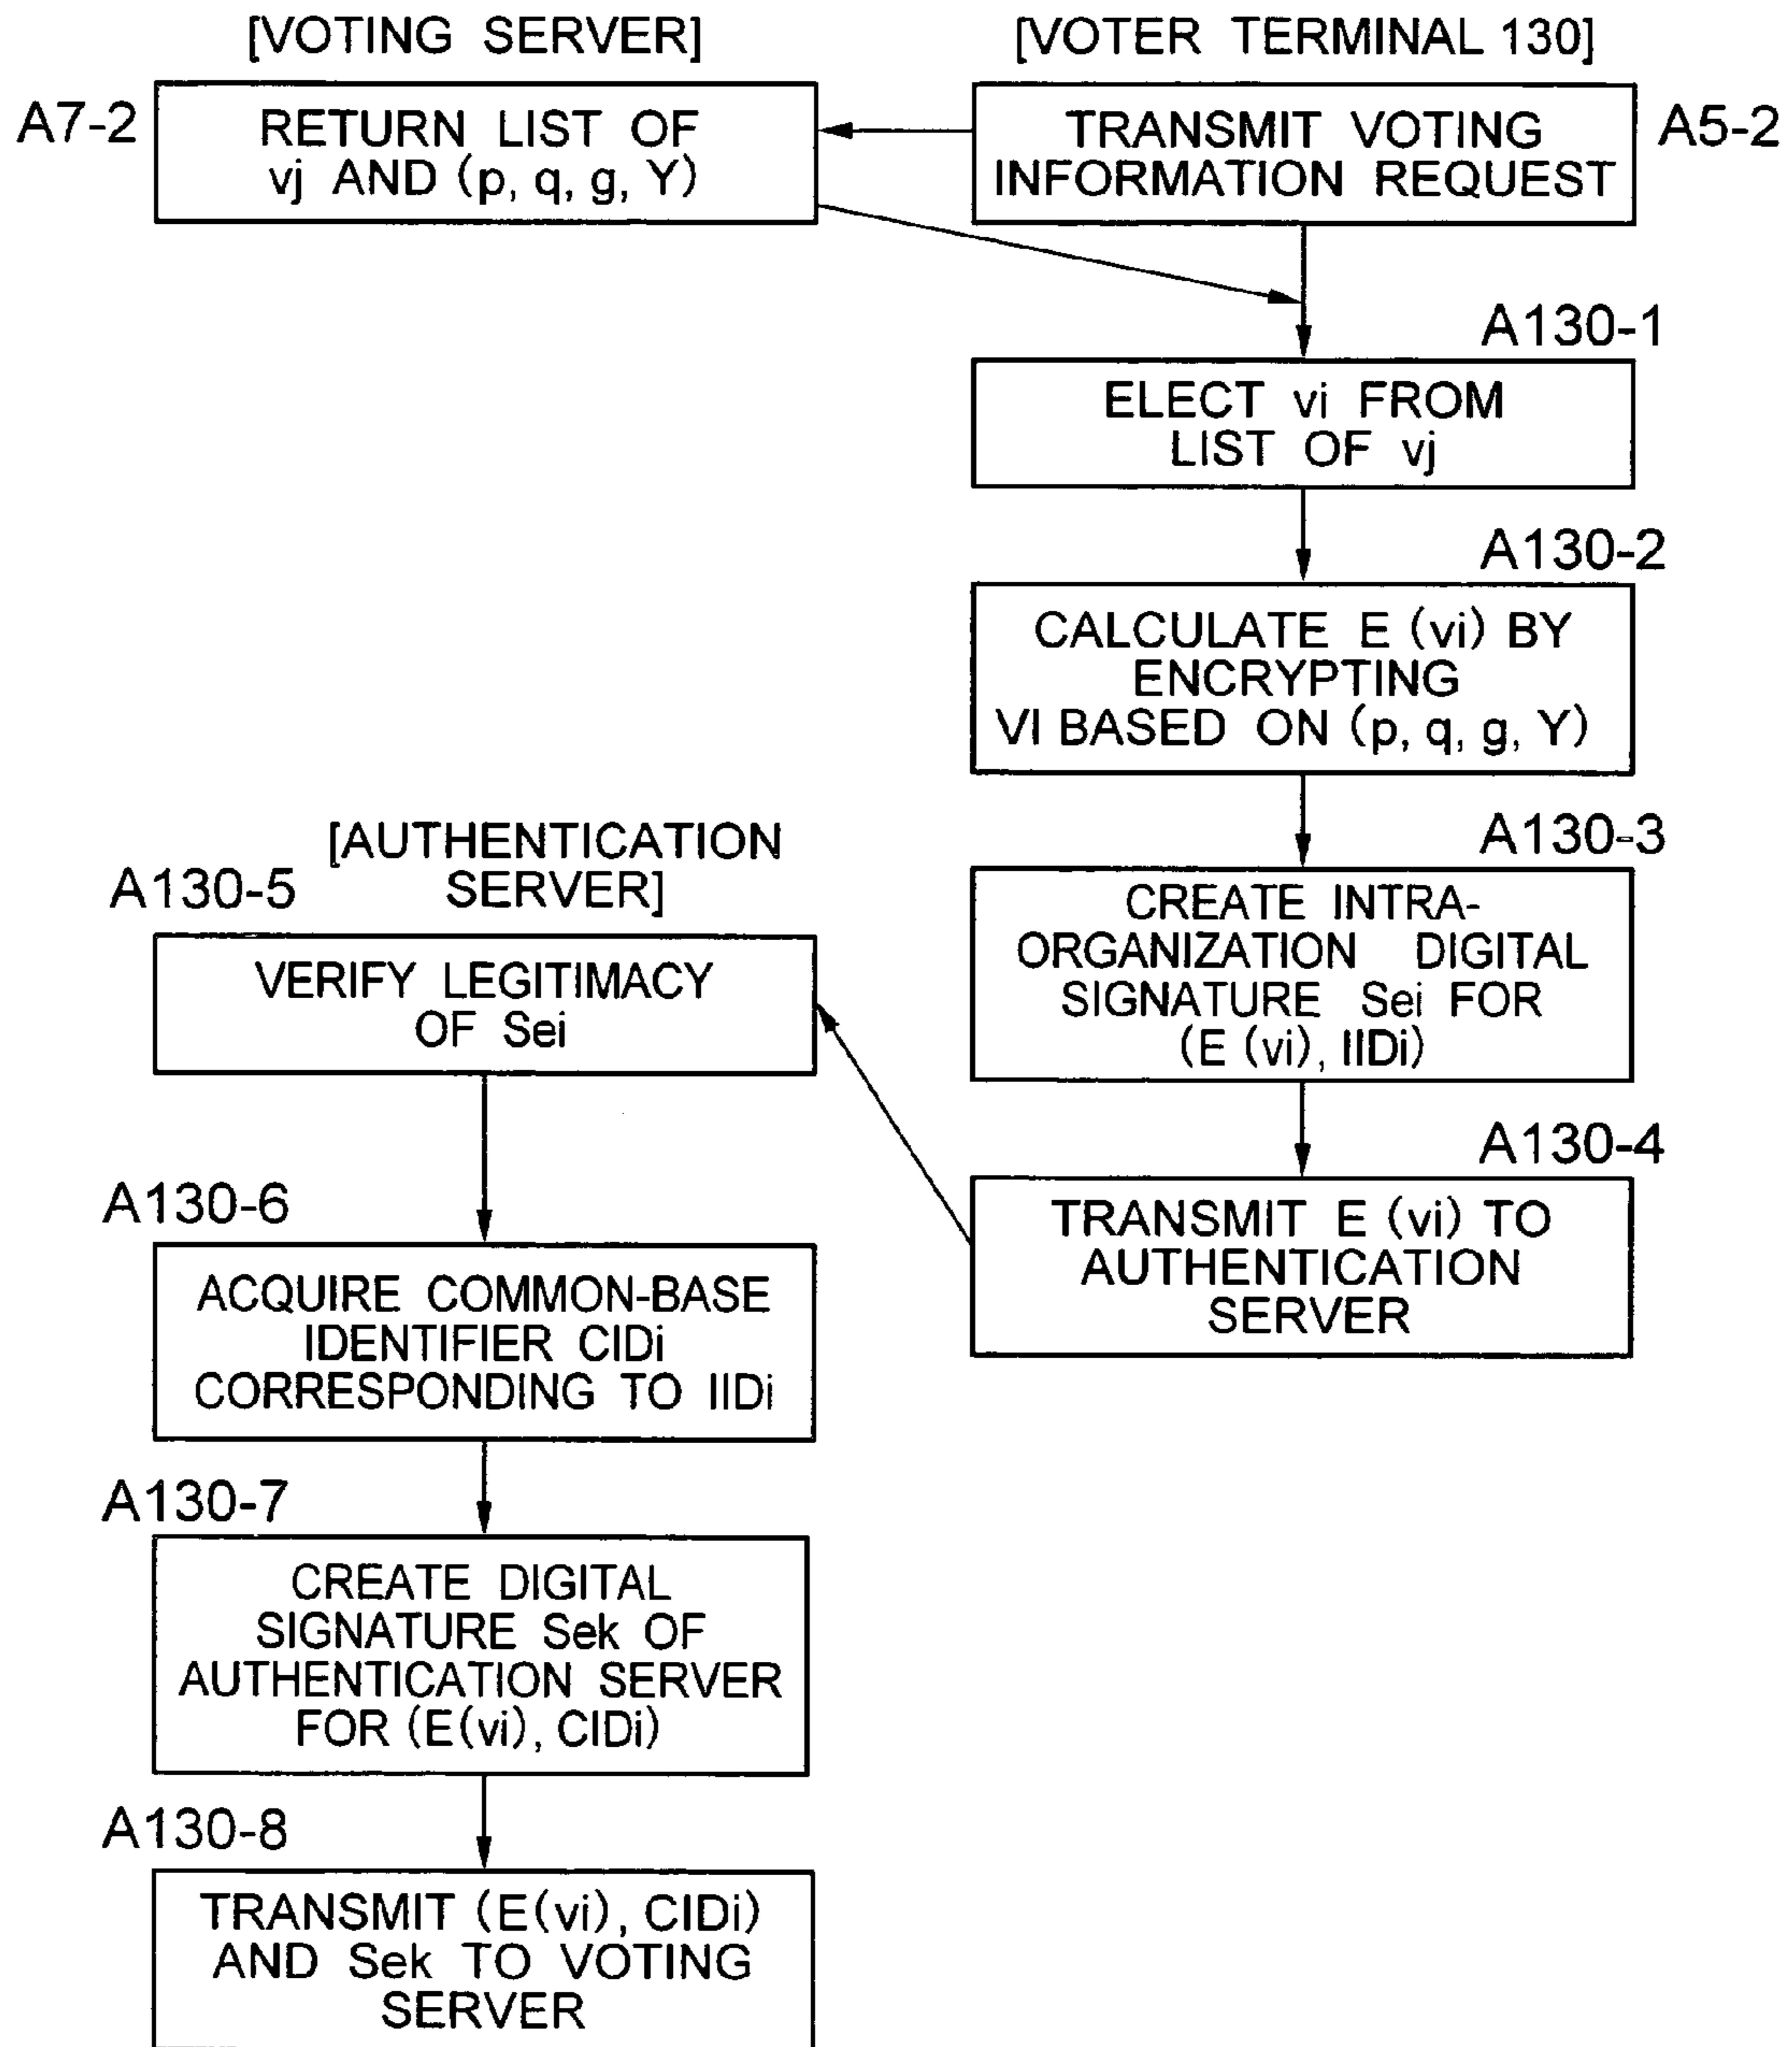 [VOTING SERVER]
[VOTER TERMINAL 130]
A7-2
RETURN LIST OF
vj AND (p, q, g, Y)
TRANSMIT VOTING
INFORMATION REQUEST
A5-2
A130-1
ELECT vi FROM
LIST OF vj
A130-2
CALCULATE E (vi) BY
ENCRYPTING
VI BASED ON (p, q, g, Y)
A130-3
CREATE INTRA-
ORGANIZATION DIGITAL
SIGNATURE Sei FOR
(E (vi), IIDi)
A130-4
TRANSMIT E (vi) TO
AUTHENTICATION
SERVER
[AUTHENTICATION
SERVER]
A130-5
VERIFY LEGITIMACY
OF Sei
A130-6
ACQUIRE COMMON-BASE
IDENTIFIER CIDi
CORRESPONDING TO IIDi
A130-7
CREATE DIGITAL
SIGNATURE Sek OF
AUTHENTICATION SERVER
FOR (E(vi), CIDi)
A130-8
TRANSMIT (E(vi), CIDi)
AND Sek TO VOTING
SERVER